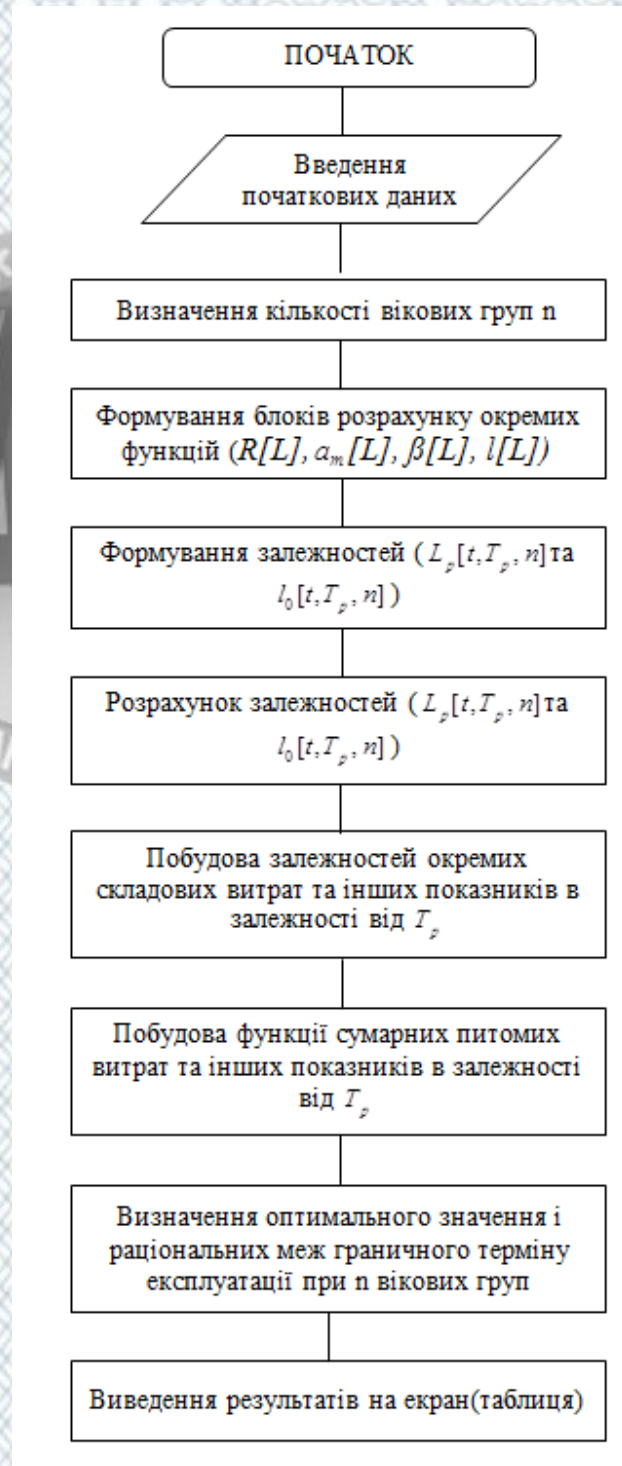 ПОЧАТОК
Введення
початкових даних
Визначення кількості вікових груп n
Формування блоків розрахунку окремих
функцій (R[L], α_m[L], β[L], l[L])
Формування залежностей ( L_p[t,T_p,n] та
l_0[t,T_p,n] )
Розрахунок залежностей ( L_p[t,T_p,n] та
l_0[t,T_p,n] )
Побудова залежностей окремих
складових витрат та інших показників в
залежності від T_p
Побудова функції сумарних питомих
витрат та інших показників в залежності
від T_p
Визначення оптимального значення і
раціональних меж граничного терміну
експлуатації при n вікових груп
Виведення результатів на екран(таблиця)